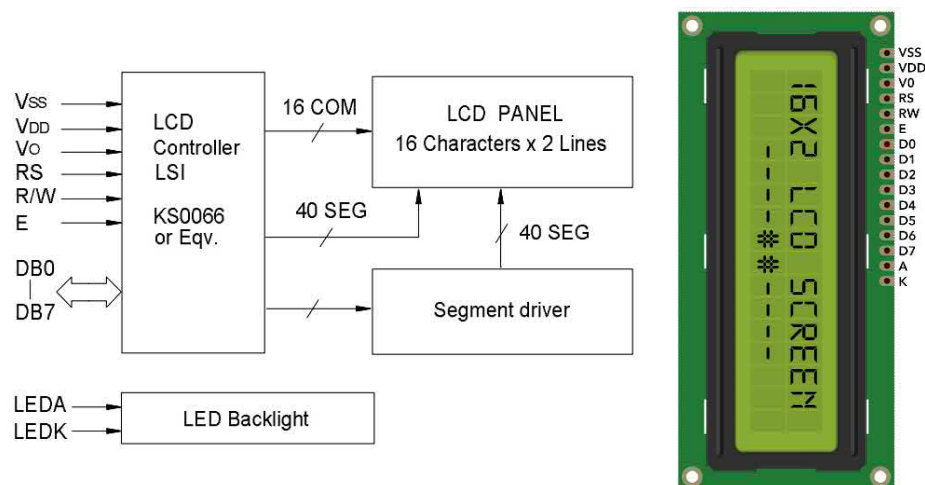 VSS
VDD
VO
RS
R/W
E
DB0
DB7
LCD
Controller
LSI
KS0066
or Eqv.
16 COM
40 SEG
LCD PANEL
16 Characters x 2 Lines
40 SEG
Segment driver
LEDA
LEDK
LED Backlight
16X2 LCD SCREEN
----##----
VSS
VDD
V0
RS
RW
E
D0
D1
D2
D3
D4
D5
D6
D7
A
K